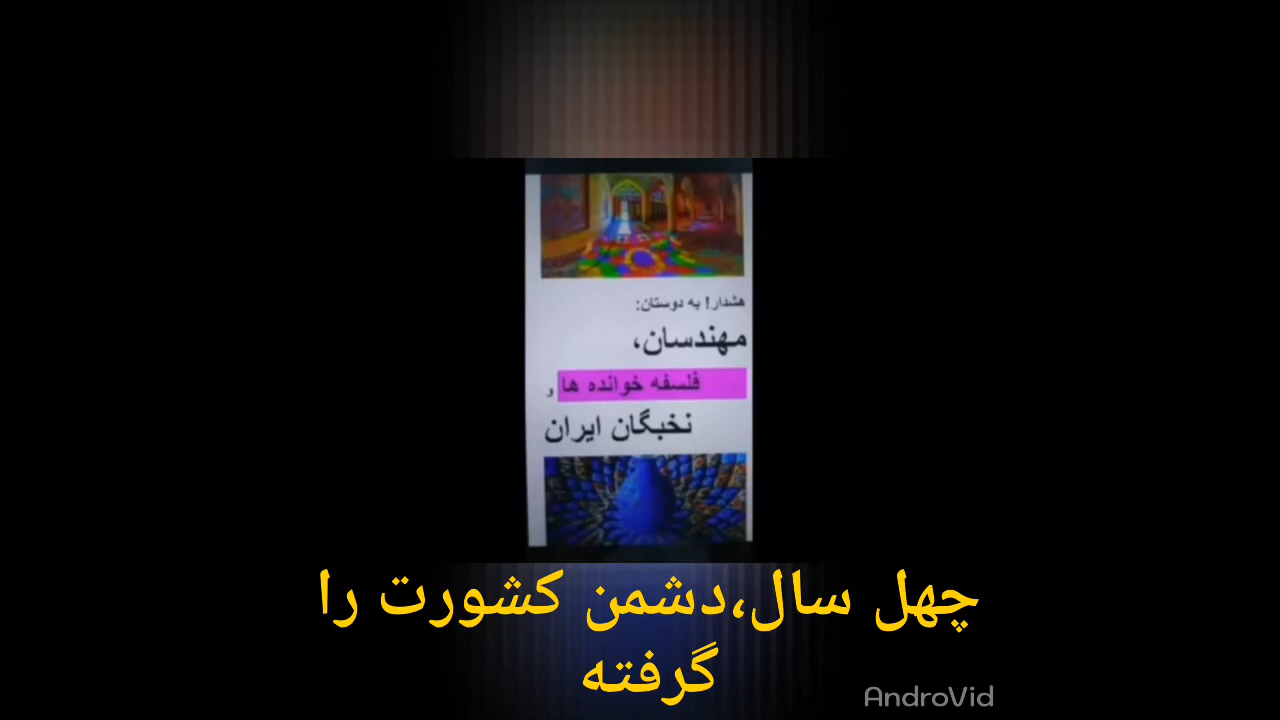 هشدار! به دوستان:
مهندسان،
فلسفه خوانده ها و
نخبگان ایران
چهل سال،دشمن کشورت را
گرفته
AndroVid